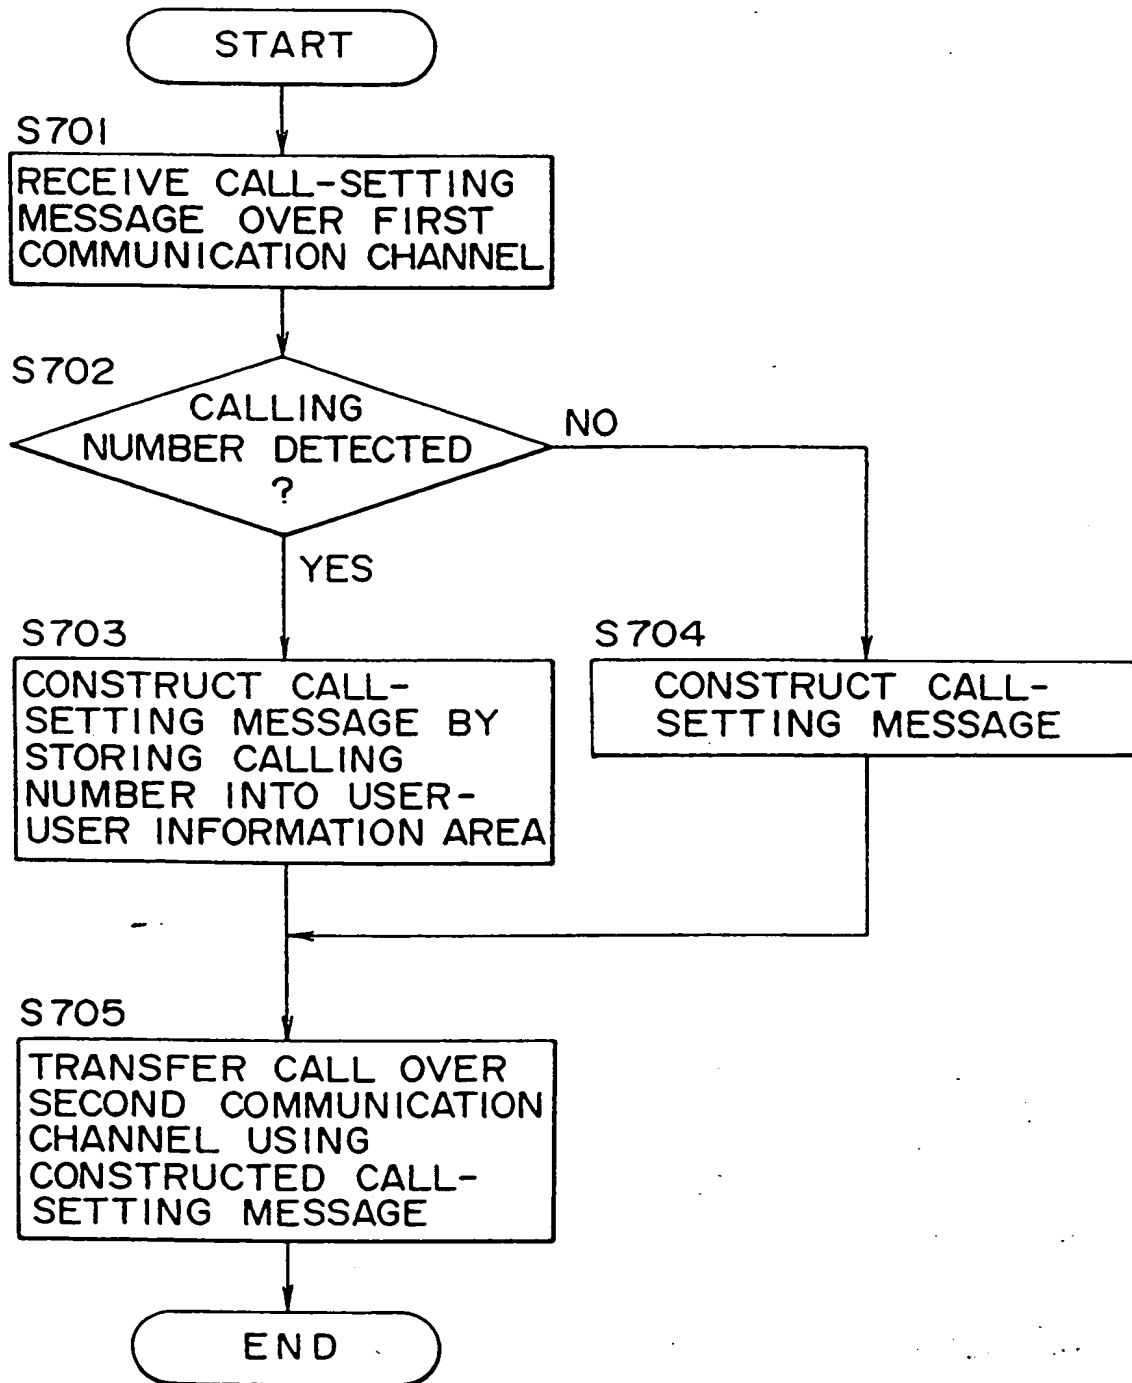 START
S701
RECEIVE CALL-SETTING
MESSAGE OVER FIRST
COMMUNICATION CHANNEL
S702
CALLING
NUMBER DETECTED
?
NO
YES
S703
CONSTRUCT CALL-
SETTING MESSAGE BY
STORING CALLING
NUMBER INTO USER-
USER INFORMATION AREA
S704
CONSTRUCT CALL-
SETTING MESSAGE
S705
TRANSFER CALL OVER
SECOND COMMUNICATION
CHANNEL USING
CONSTRUCTED CALL-
SETTING MESSAGE
END